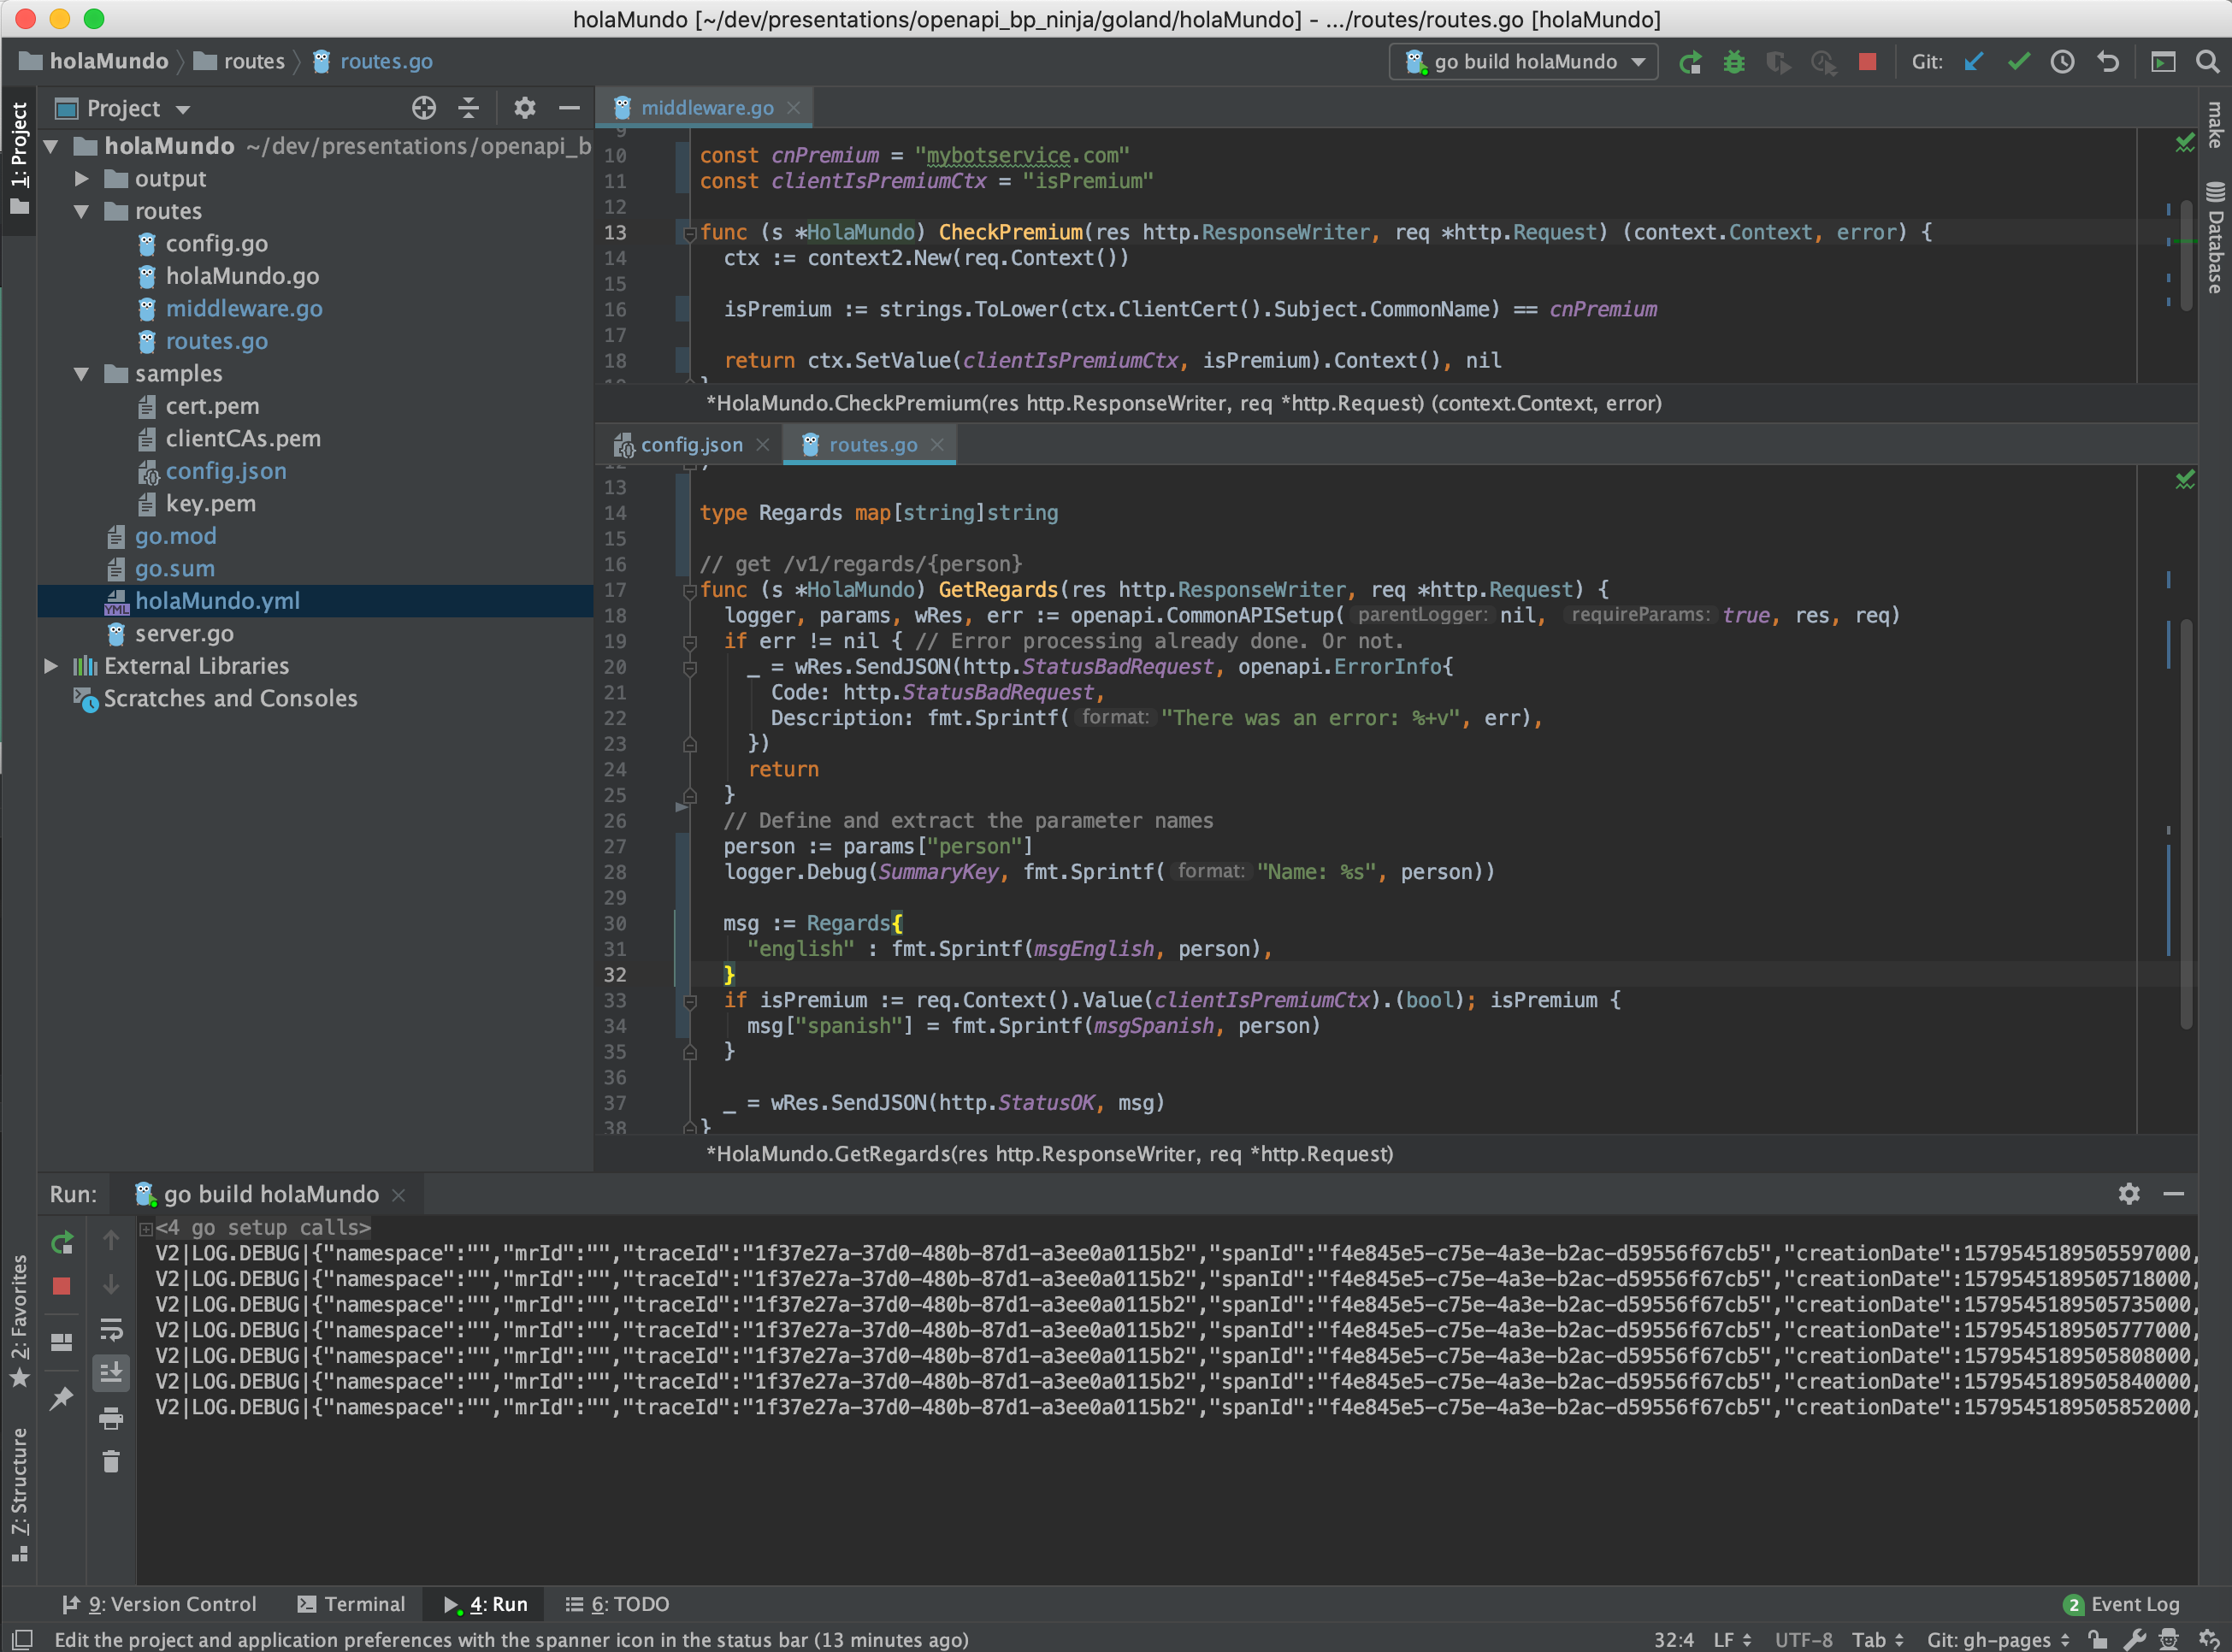 holaMundo [~/dev/presentations/openapi_bp_ninja/goland/holaMundo] - .../routes/routes.go [holaMundo]
holaMundo routes routes.go
go build holaMundo Git:
1: Project
Project
holaMundo ~/dev/presentations/openapi_b
output
routes
config.go
holaMundo.go
middleware.go
routes.go
samples
cert.pem
clientCAs.pem
config.json
key.pem
go.mod
go.sum
YML holaMundo.yml
server.go
External Libraries
Scratches and Consoles
middleware.go
9
10 const cnPremium = "mybotservice.com"
11 const clientIsPremiumCtx = "isPremium"
12
13 func (s *HolaMundo) CheckPremium(res http.ResponseWriter, req *http.Request) (context.Context, error) {
14 ctx := context2.New(req.Context())
15
16 isPremium := strings.ToLower(ctx.ClientCert().Subject.CommonName) == cnPremium
17
18 return ctx.SetValue(clientIsPremiumCtx, isPremium).Context(), nil
*HolaMundo.CheckPremium(res http.ResponseWriter, req *http.Request) (context.Context, error)
config.json routes.go
12 )
13
14 type Regards map[string]string
15
16 // get /v1/regards/{person}
17 func (s *HolaMundo) GetRegards(res http.ResponseWriter, req *http.Request) {
18 logger, params, wRes, err := openapi.CommonAPISetup( parentLogger: nil, requireParams: true, res, req)
19 if err != nil { // Error processing already done. Or not.
20 _ = wRes.SendJSON(http.StatusBadRequest, openapi.ErrorInfo{
21 Code: http.StatusBadRequest,
22 Description: fmt.Sprintf( format: "There was an error: %+v", err),
23 })
24 return
25 }
26 // Define and extract the parameter names
27 person := params["person"]
28 logger.Debug(SummaryKey, fmt.Sprintf( format: "Name: %s", person))
29
30 msg := Regards{
31 "english" : fmt.Sprintf(msgEnglish, person),
32 }
33 if isPremium := req.Context().Value(clientIsPremiumCtx).(bool); isPremium {
34 msg["spanish"] = fmt.Sprintf(msgSpanish, person)
35 }
36
37 _ = wRes.SendJSON(http.StatusOK, msg)
38 }
*HolaMundo.GetRegards(res http.ResponseWriter, req *http.Request)
make
Database
Run: go build holaMundo
<4 go setup calls>
V2|LOG.DEBUG|{"namespace":"","mrId":"","traceId":"1f37e27a-37d0-480b-87d1-a3ee0a0115b2","spanId":"f4e845e5-c75e-4a3e-b2ac-d59556f67cb5","creationDate":1579545189505597000,
V2|LOG.DEBUG|{"namespace":"","mrId":"","traceId":"1f37e27a-37d0-480b-87d1-a3ee0a0115b2","spanId":"f4e845e5-c75e-4a3e-b2ac-d59556f67cb5","creationDate":1579545189505718000,
V2|LOG.DEBUG|{"namespace":"","mrId":"","traceId":"1f37e27a-37d0-480b-87d1-a3ee0a0115b2","spanId":"f4e845e5-c75e-4a3e-b2ac-d59556f67cb5","creationDate":1579545189505735000,
V2|LOG.DEBUG|{"namespace":"","mrId":"","traceId":"1f37e27a-37d0-480b-87d1-a3ee0a0115b2","spanId":"f4e845e5-c75e-4a3e-b2ac-d59556f67cb5","creationDate":1579545189505777000,
V2|LOG.DEBUG|{"namespace":"","mrId":"","traceId":"1f37e27a-37d0-480b-87d1-a3ee0a0115b2","spanId":"f4e845e5-c75e-4a3e-b2ac-d59556f67cb5","creationDate":1579545189505808000,
V2|LOG.DEBUG|{"namespace":"","mrId":"","traceId":"1f37e27a-37d0-480b-87d1-a3ee0a0115b2","spanId":"f4e845e5-c75e-4a3e-b2ac-d59556f67cb5","creationDate":1579545189505840000,
V2|LOG.DEBUG|{"namespace":"","mrId":"","traceId":"1f37e27a-37d0-480b-87d1-a3ee0a0115b2","spanId":"f4e845e5-c75e-4a3e-b2ac-d59556f67cb5","creationDate":1579545189505852000,
2: Favorites
Z: Structure
9: Version Control Terminal 4: Run 6: TODO 2 Event Log
Edit the project and application preferences with the spanner icon in the status bar (13 minutes ago) 32:4 LF UTF-8 Tab Git: gh-pages